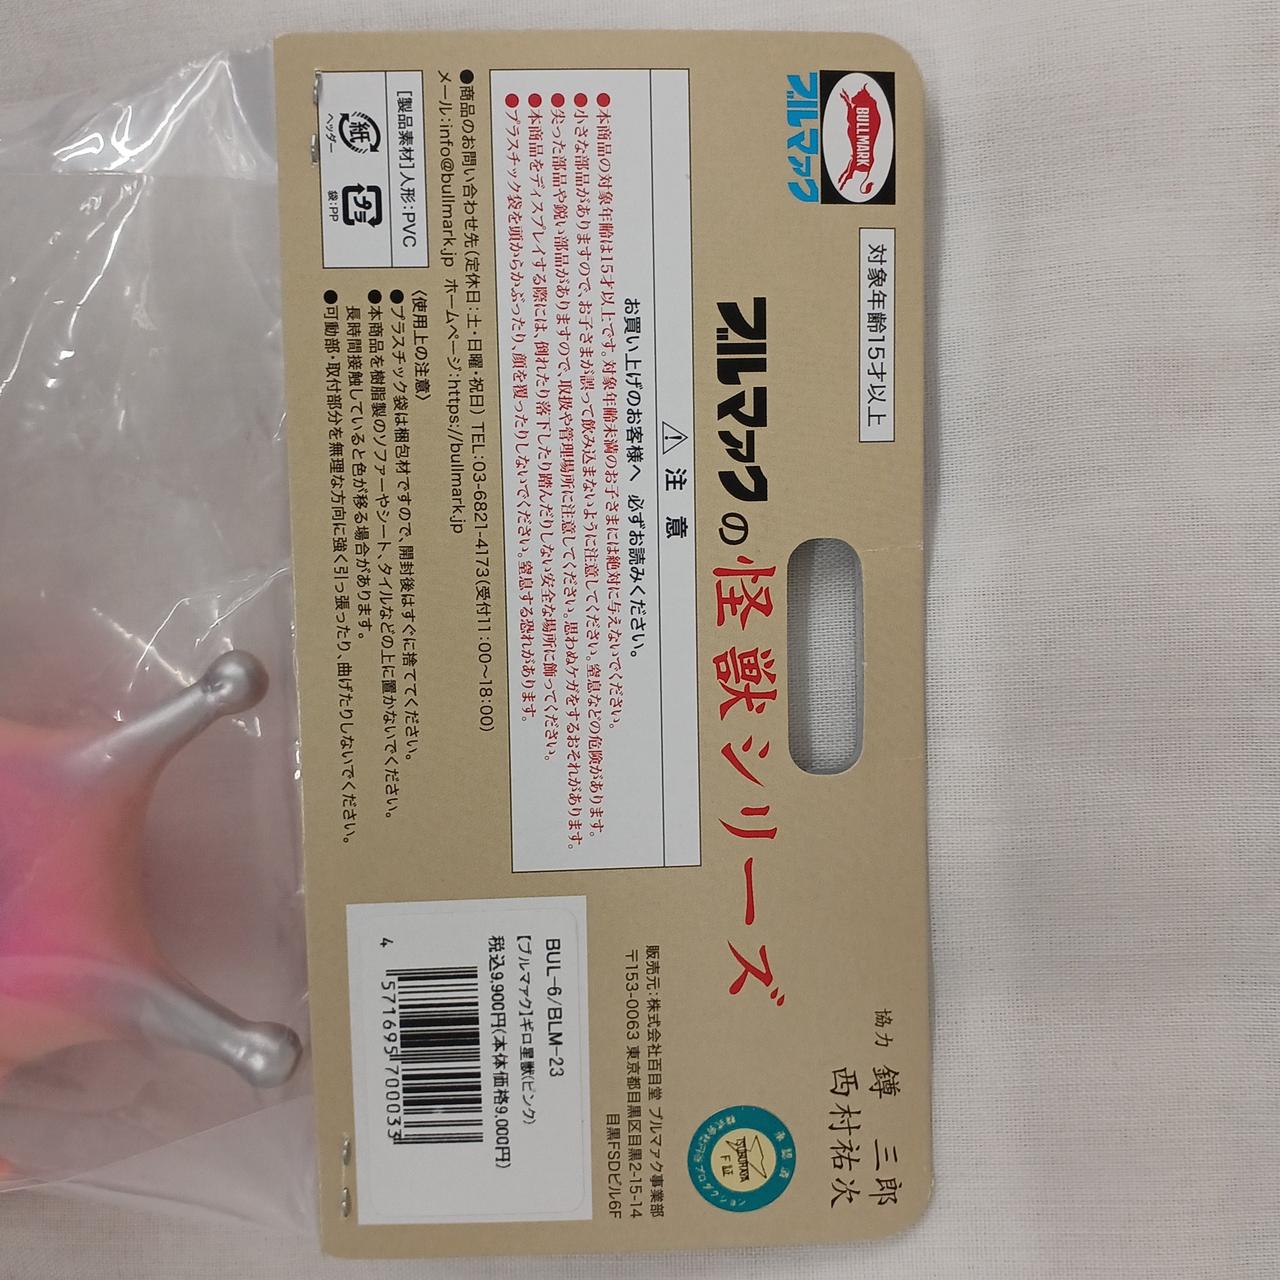 BULLMARK
ブルマァク
対象年齢15才以上
協力 鐏 三郎
西村祐次
ブルマァクの怪獣シリーズ
⚠注意
お買い上げのお客様へ 必ずお読みください。
●本商品の対象年齢は15才以上です。対象年齢未満のお子さまには絶対に与えないでください。
●小さな部品がありますので、お子さまが誤って飲み込まないように注意してください。窒息などの危険があります。
●尖った部品や鋭い部品がありますので、取扱や管理場所に注意してください。思わぬケガをするおそれがあります。
●本商品をディスプレイする際には、倒れたり落下したり踏んだりしない安全な場所に飾ってください。
●プラスチック袋を頭からかぶったり、顔を覆ったりしないでください。窒息する恐れがあります。
●商品のお問い合わせ先(定休日:土・日曜・祝日) TEL:03-6821-4173(受付11:00〜18:00)
メール:info@bullmark.jp ホームページ:https://bullmark.jp
[製品素材]人形:PVC
紙
ヘッダー
プラ
袋:PP
〈使用上の注意〉
●プラスチック袋は梱包材ですので、開封後はすぐに捨ててください。
●本商品を樹脂製のソファーやシート、タイルなどの上に置かないでください。
長時間接触していると色が移る場合があります。
●可動部・取付部分を無理な方向に強く引っ張ったり、曲げたりしないでください。
販売元:株式会社百目堂 ブルマァク事業部
〒153-0063 東京都目黒区目黒2-15-14
目黒FSDビル6F
TSUBURAYA
F証
BUL-6/BLM-23
【ブルマァク】ギロ星獣(ピンク)
税込9,900円(本体価格9,000円)
4 571695 700033